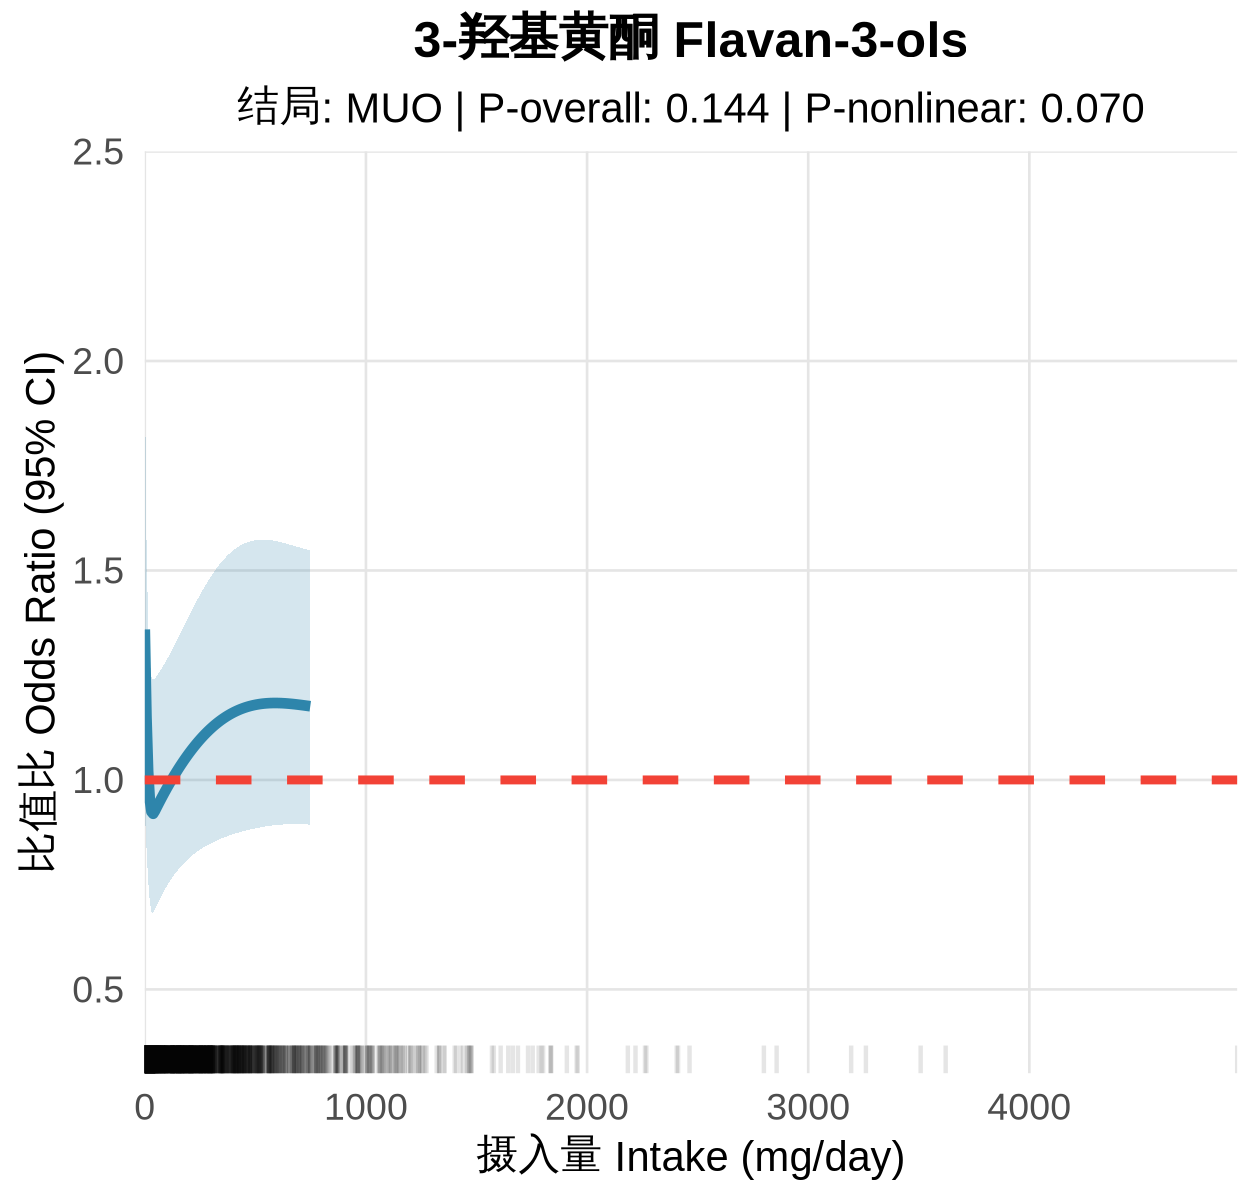 3-羟基黄酮 Flavan-3-ols
结局: MUO | P-overall: 0.144 | P-nonlinear: 0.070
比值比 Odds Ratio (95% CI)
2.5
2.0
1.5
1.0
0.5
0 1000 2000 3000 4000
摄入量 Intake (mg/day)